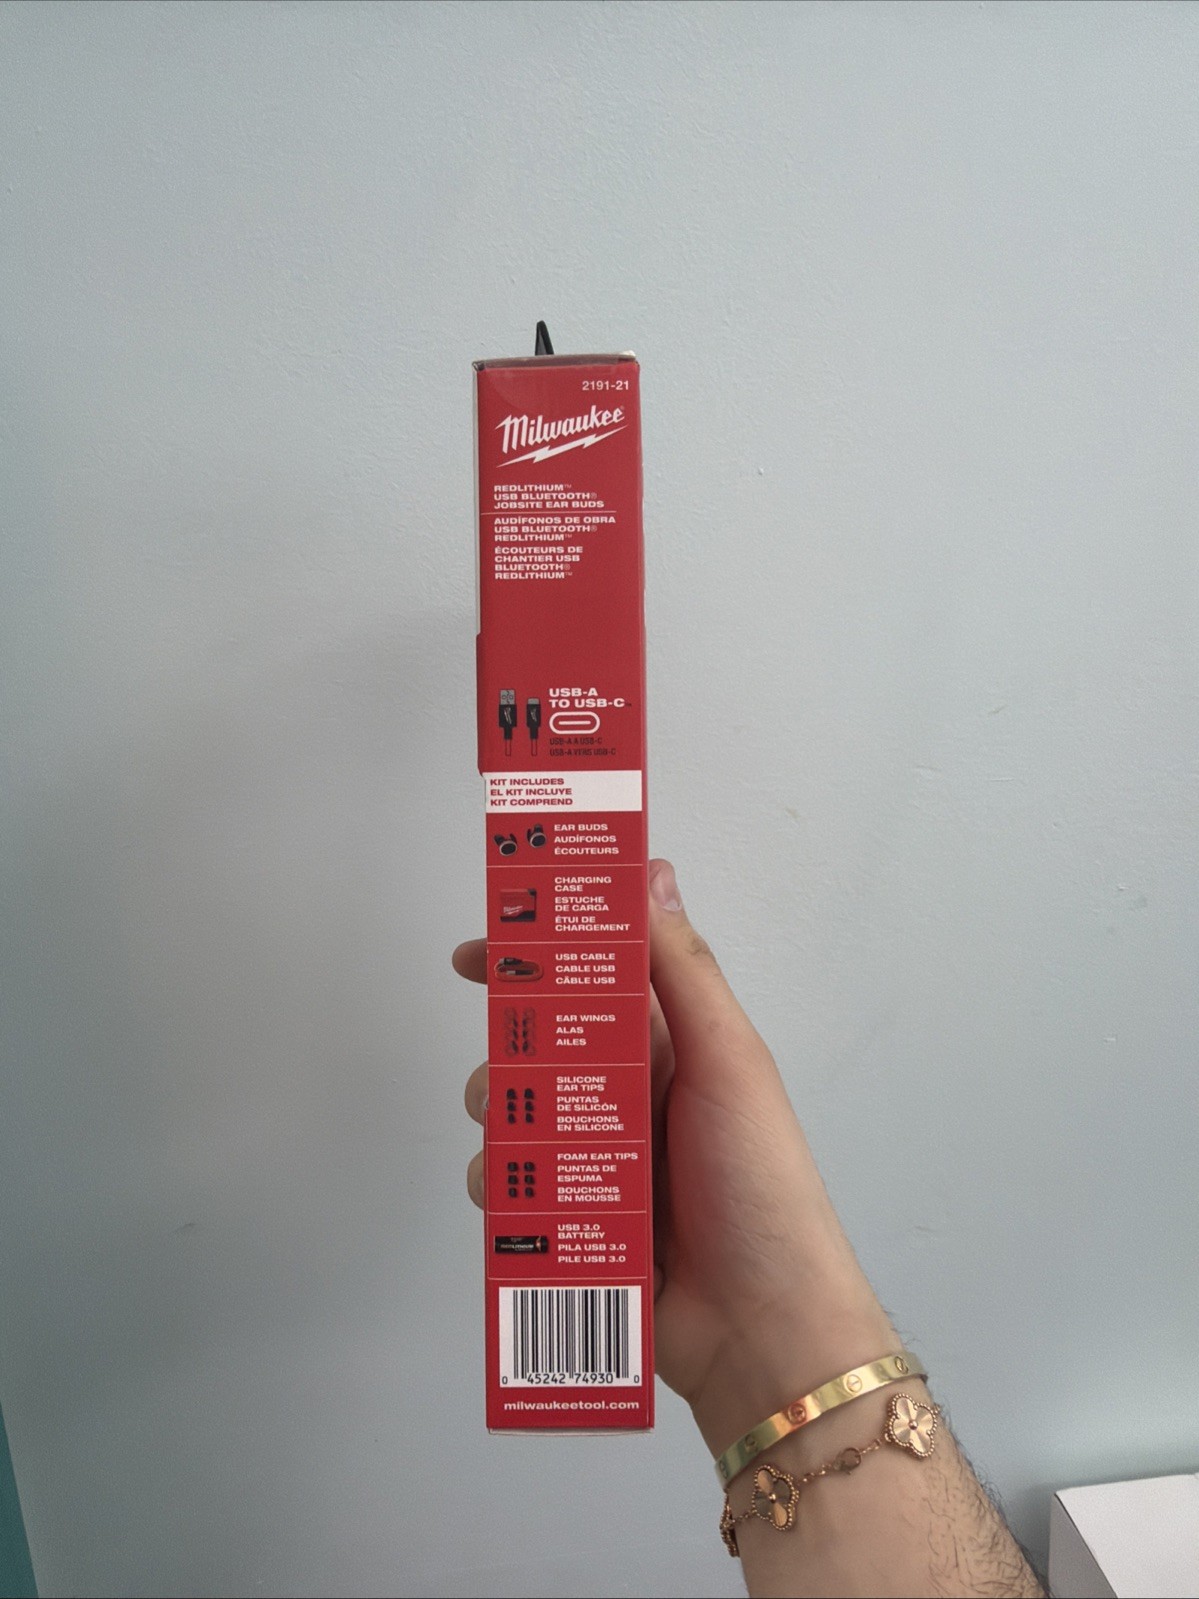 2191-21
Milwaukee
REDLITHIUM™
USB BLUETOOTH®
JOBSITE EAR BUDS
AUDÍFONOS DE OBRA
USB BLUETOOTH®
REDLITHIUM™
ÉCOUTEURS DE
CHANTIER USB
BLUETOOTH®
REDLITHIUM™
USB-A
TO USB-C™
USB-A A USB-C
USB-A VERS USB-C
KIT INCLUDES
EL KIT INCLUYE
KIT COMPREND
EAR BUDS
AUDÍFONOS
ÉCOUTEURS
CHARGING
CASE
ESTUCHE
DE CARGA
ÉTUI DE
CHARGEMENT
USB CABLE
CABLE USB
CÂBLE USB
EAR WINGS
ALAS
AILES
SILICONE
EAR TIPS
PUNTAS
DE SILICÓN
BOUCHONS
EN SILICONE
FOAM EAR TIPS
PUNTAS DE
ESPUMA
BOUCHONS
EN MOUSSE
USB 3.0
BATTERY
PILA USB 3.0
PILE USB 3.0
0 45242 74930 0
milwaukeetool.com